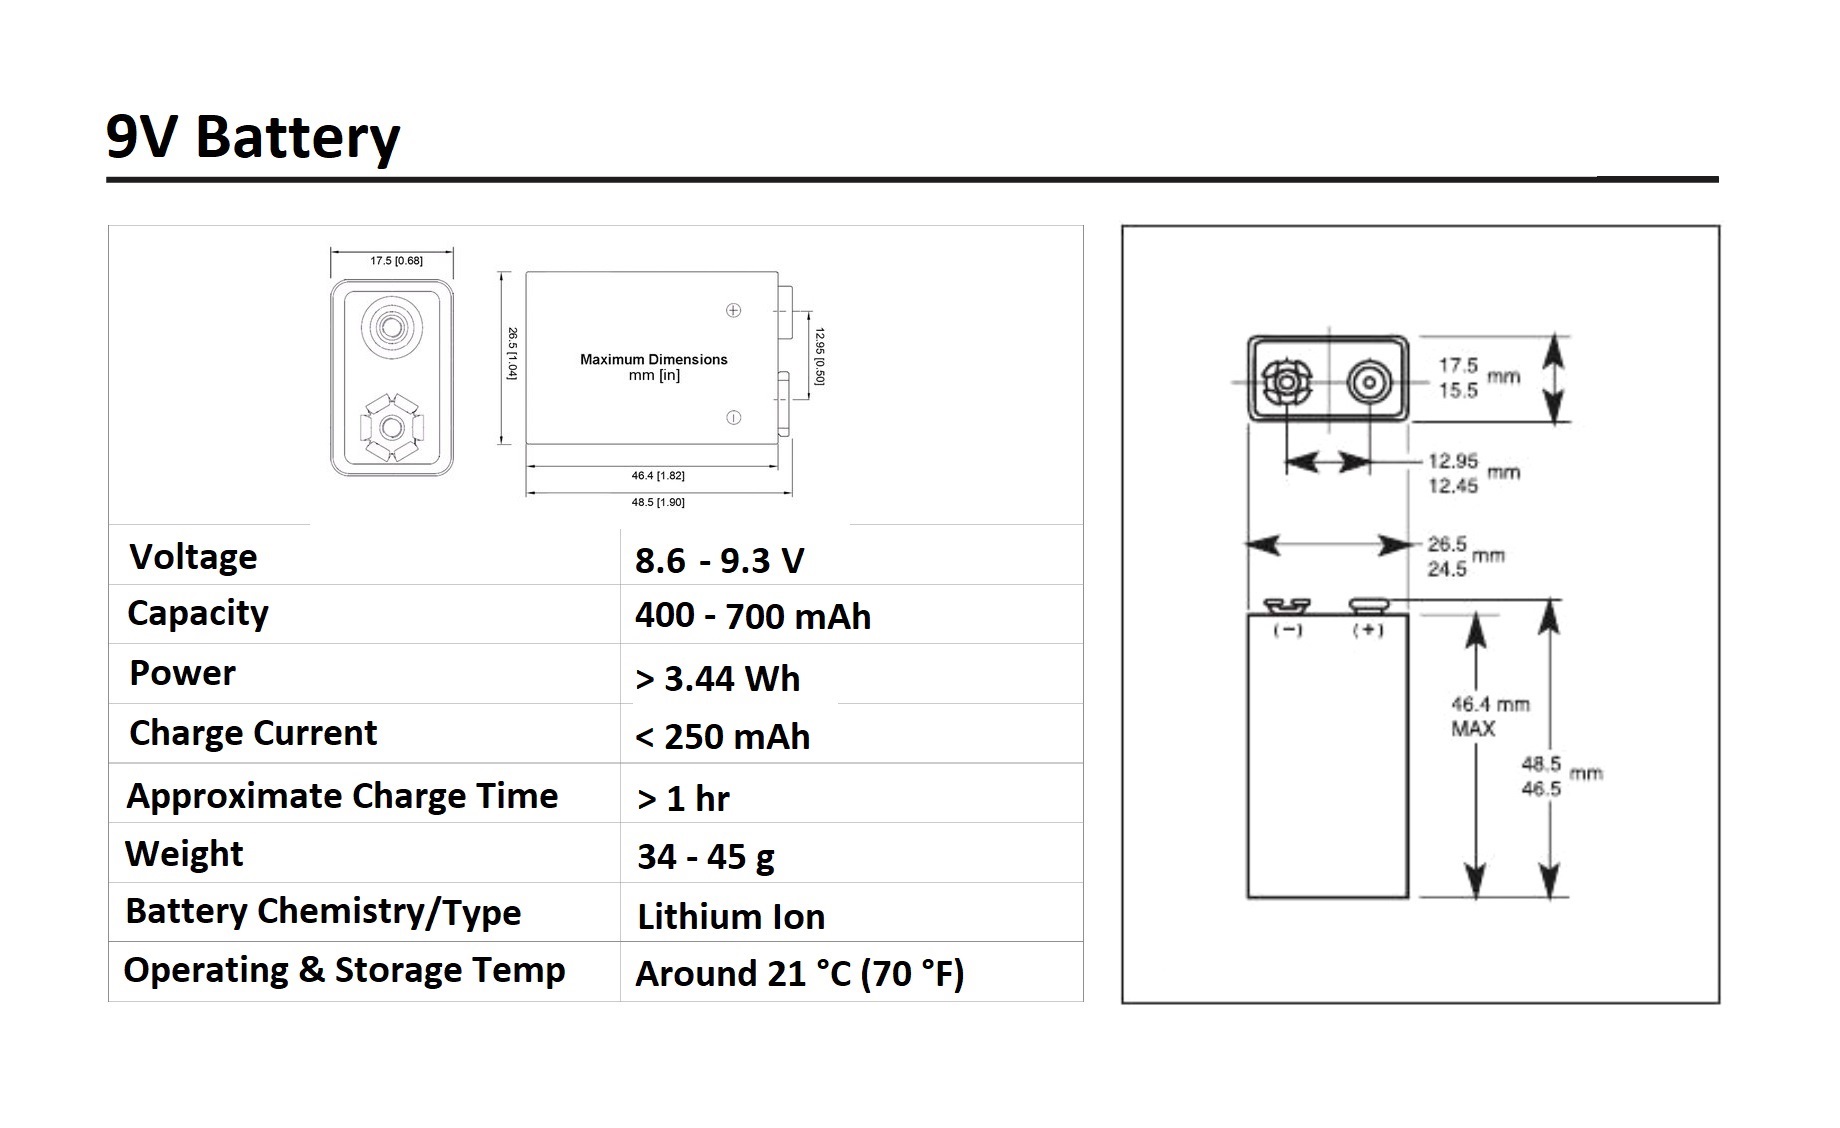 9V Battery
17.5 [0.68]
26.5 [1.04]
Maximum Dimensions
mm [in]
+
−
12.95 [0.50]
46.4 [1.82]
48.5 [1.90]
Voltage
8.6 - 9.3 V
Capacity
400 - 700 mAh
Power
> 3.44 Wh
Charge Current
< 250 mAh
Approximate Charge Time
> 1 hr
Weight
34 - 45 g
Battery Chemistry/Type
Lithium Ion
Operating & Storage Temp
Around 21 °C (70 °F)
17.5
15.5 mm
12.95
12.45 mm
26.5
24.5 mm
(−) (+)
46.4 mm
MAX
48.5
46.5 mm